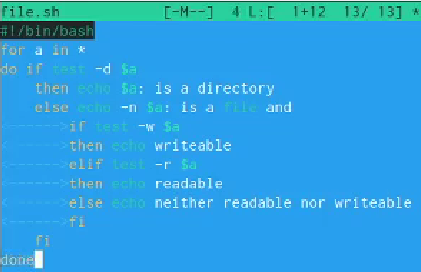 file.sh [-M--] 4 L:[ 1+12 13/ 13] *
#!/bin/bash
for a in *
do if test -d $a
    then echo $a: is a directory
    else echo -n $a: is a file and
<------>if test -w $a
<------>then echo writeable
<------>elif test -r $a
<------>then echo readable
<------>else echo neither readable nor writeable
<------>fi
    fi
done